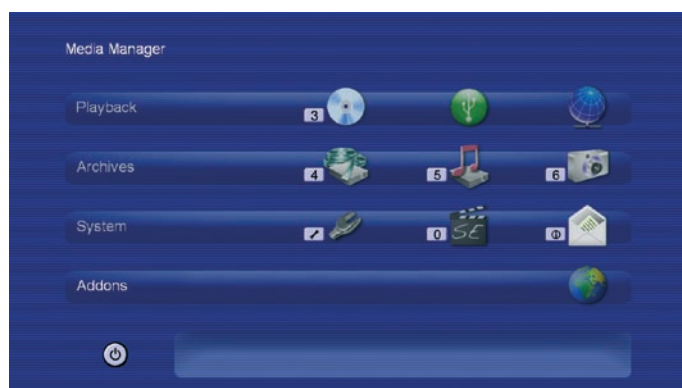 Media Manager
Playback 3
Archives 4 5 6
System 0 SE
Addons